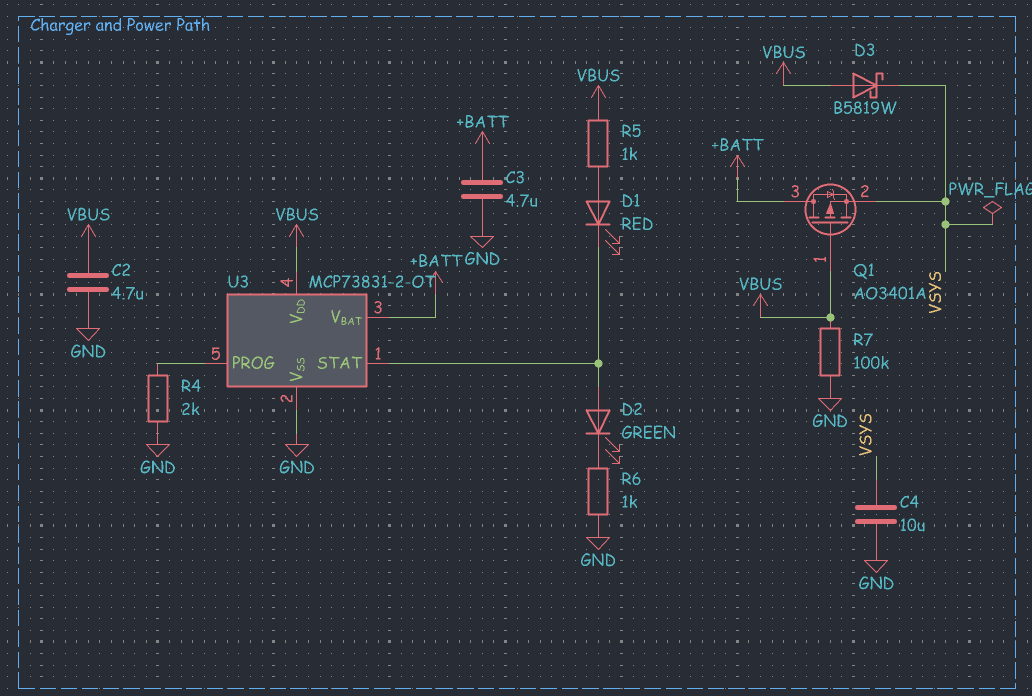 Charger and Power Path
VBUS
D3
VBUS
B5819W
+BATT
R5
1k
+BATT
C3
4.7u
3
2
PWR_FLAG
D1
RED
VBUS
VBUS
GND
+BATT
1
Q1
AO3401A
VSYS
C2
4.7u
U3
4
MCP73831-2-OT
VBUS
GND
VDD
VBAT
3
R7
100k
5
PROG
VSS
STAT
1
R4
2k
2
GND
D2
GREEN
VSYS
GND
GND
R6
1k
C4
10u
GND
GND